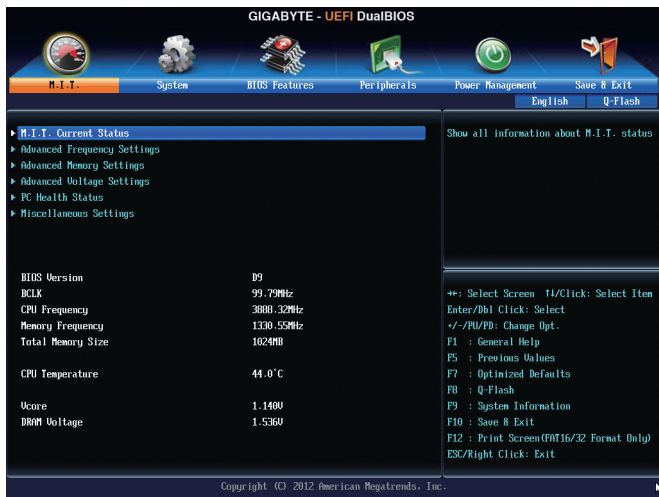 GIGABYTE - UEFI DualBIOS
M.I.T. System BIOS Features Peripherals Power Management Save & Exit
English Q-Flash
M.I.T. Current Status
Advanced Frequency Settings
Advanced Memory Settings
Advanced Voltage Settings
PC Health Status
Miscellaneous Settings
Show all information about M.I.T. status
BIOS Version D9
BCLK 99.79MHz
CPU Frequency 3888.32MHz
Memory Frequency 1330.55MHz
Total Memory Size 1024MB
CPU Temperature 44.0°C
Vcore 1.140V
DRAM Voltage 1.536V
→←: Select Screen ↑↓/Click: Select Item
Enter/Dbl Click: Select
+/-/PU/PD: Change Opt.
F1 : General Help
F5 : Previous Values
F7 : Optimized Defaults
F8 : Q-Flash
F9 : System Information
F10 : Save & Exit
F12 : Print Screen(FAT16/32 Format Only)
ESC/Right Click: Exit
Copyright (C) 2012 American Megatrends, Inc.